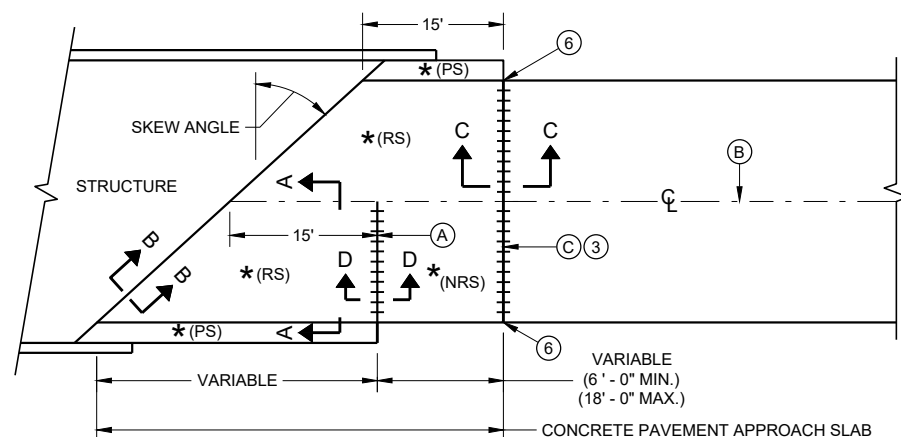 15'
6
*(PS)
SKEW ANGLE
*(RS)
C C
B
STRUCTURE
A
℄
15'
A
B
B
*(RS)
D D
*(NRS)
C 3
*(PS)
A
6
VARIABLE
VARIABLE
(6 ' - 0" MIN.)
(18' - 0" MAX.)
CONCRETE PAVEMENT APPROACH SLAB